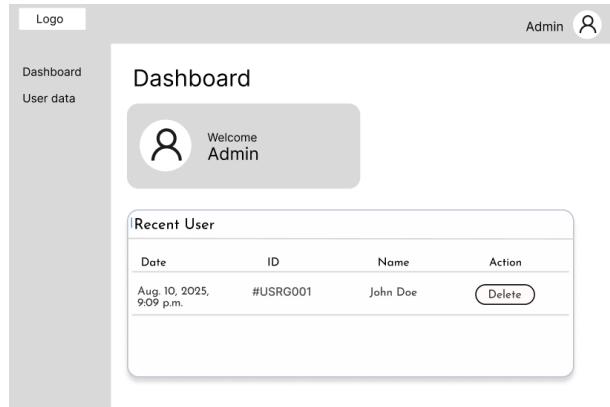 Logo
Admin
Dashboard
User data
Dashboard
Welcome
Admin
Recent User
Date ID Name Action
Aug. 10, 2025, #USRG001 John Doe Delete
9:09 p.m.